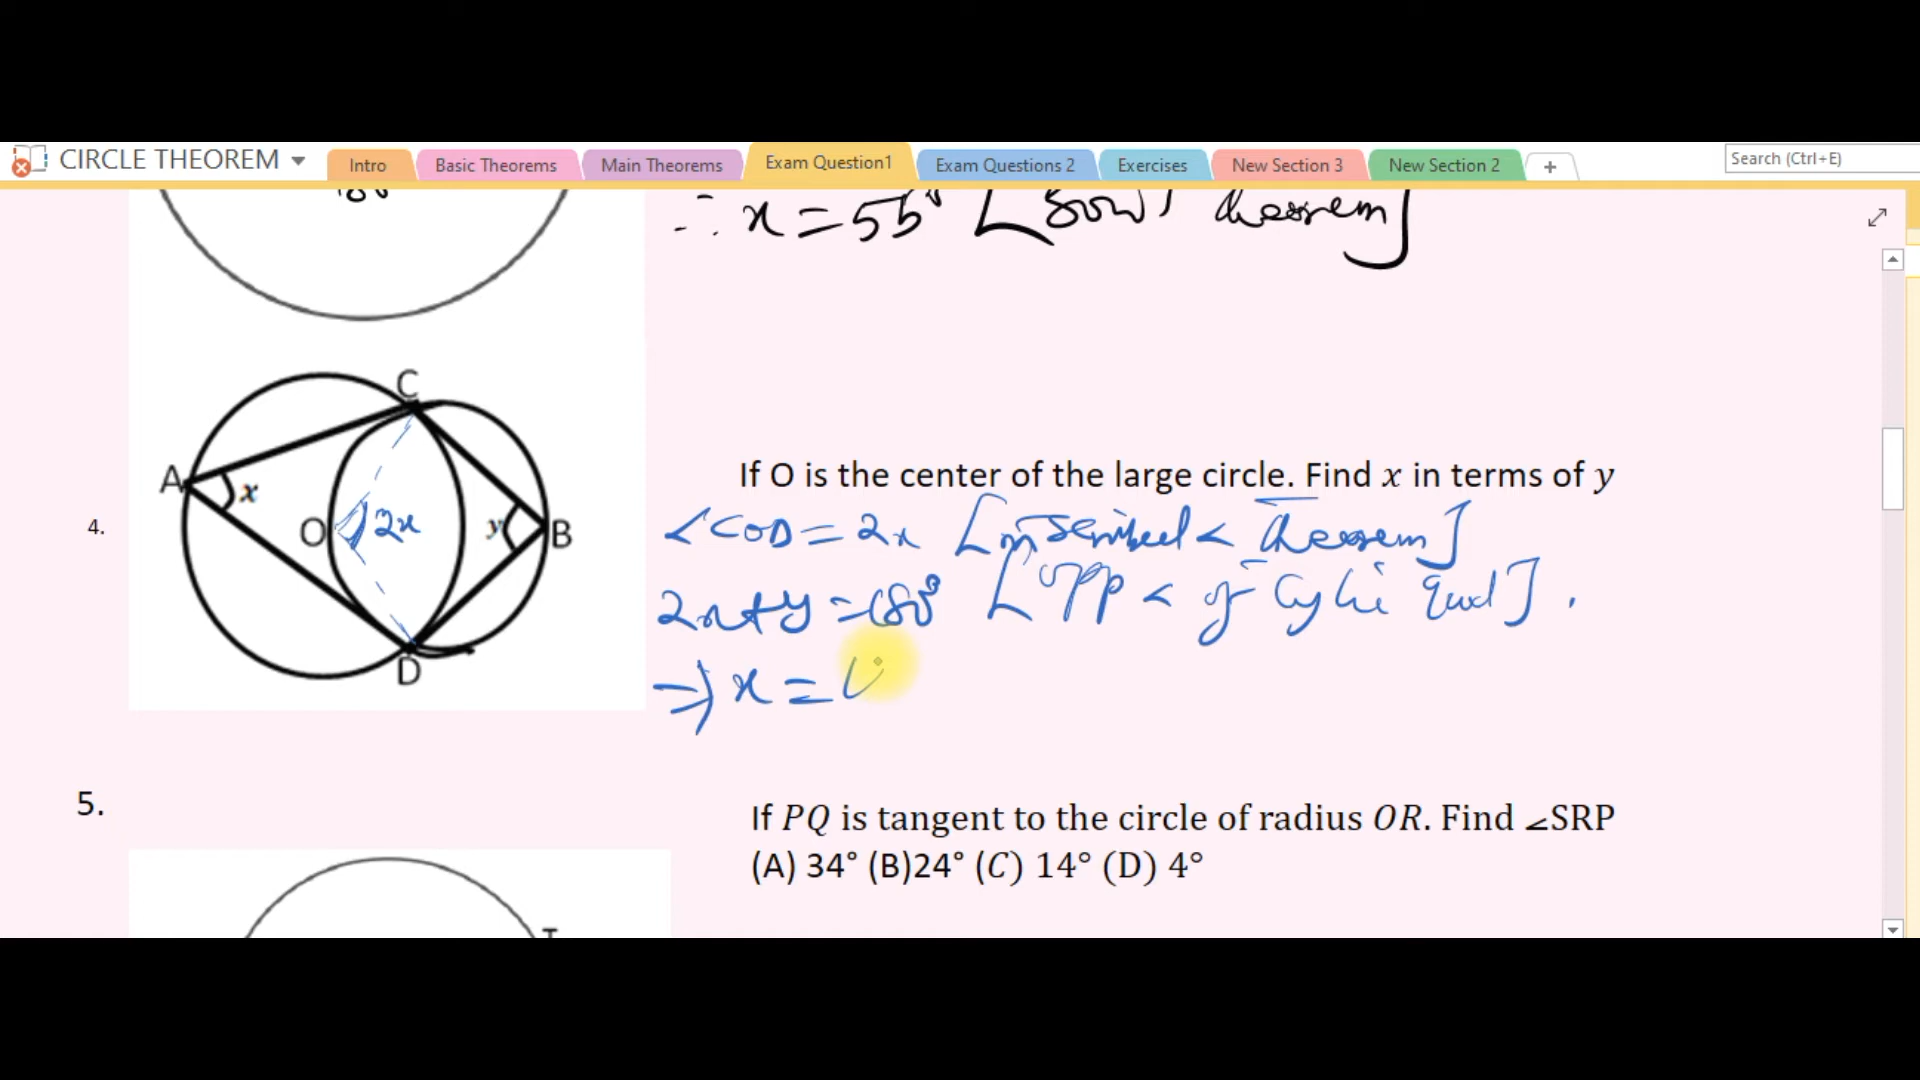 CIRCLE THEOREM
Intro
Basic Theorems
Main Theorems
Exam Question1
Exam Questions 2
Exercises
New Section 3
New Section 2
+
Search (Ctrl+E)
∴ x = 55° [ theorem]
C
A
x
O
2x
y
B
D
4.
If O is the center of the large circle. Find x in terms of y
<COD = 2x [inscribed < theorem]
2x+y = 180° [opp < of Cyclic quad].
⇒ x =
5.
If PQ is tangent to the circle of radius OR. Find ∠SRP
(A) 34° (B)24° (C) 14° (D) 4°
T